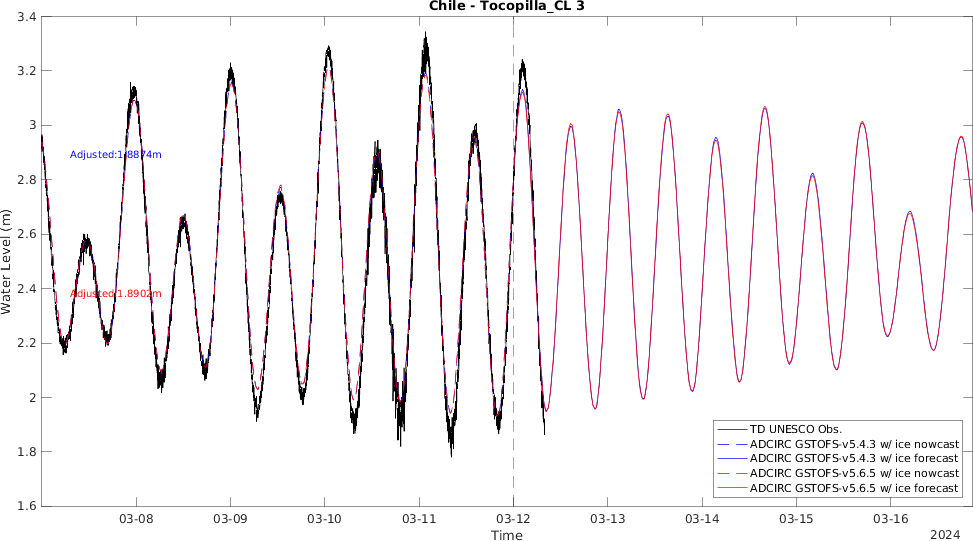 Chile - Tocopilla_CL 3
3.4
3.2
3
2.8
2.6
2.4
2.2
2
1.8
1.6
Water Level (m)
Adjusted:1.8874m
Adjusted:1.8902m
TD UNESCO Obs.
ADCIRC GSTOFS-v5.4.3 w/ ice nowcast
ADCIRC GSTOFS-v5.4.3 w/ ice forecast
ADCIRC GSTOFS-v5.6.5 w/ ice nowcast
ADCIRC GSTOFS-v5.6.5 w/ ice forecast
03-08 03-09 03-10 03-11 03-12 03-13 03-14 03-15 03-16
Time
2024